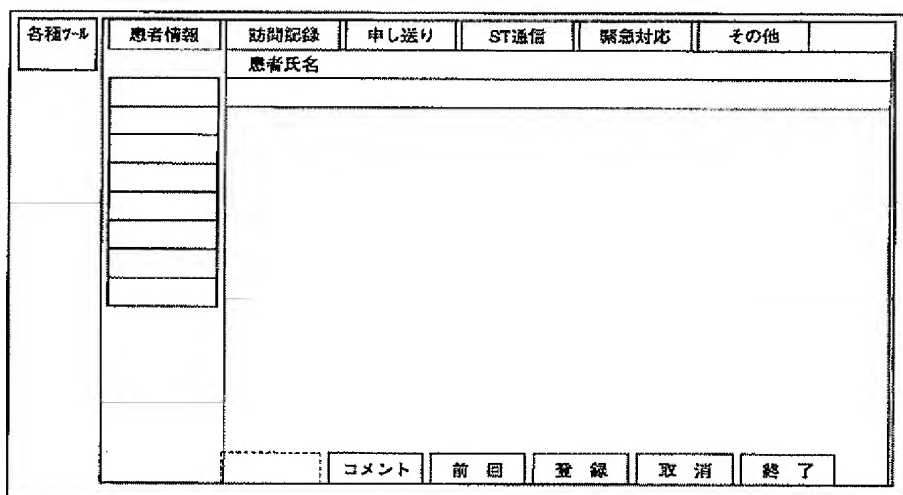 各種ツール
患者情報 訪問記録 申し送り ST通信 緊急対応 その他
患者氏名
コメント 前回 登録 取消 終了